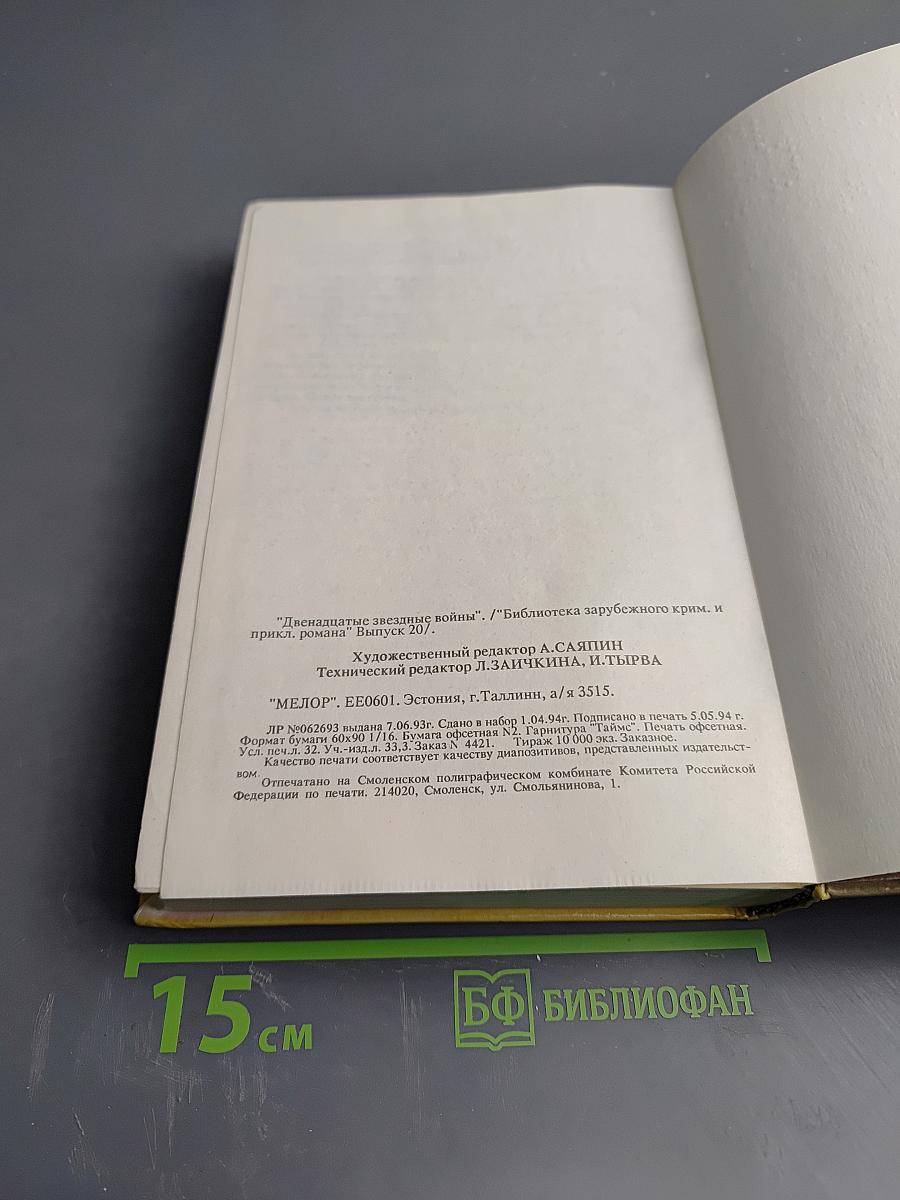 "Двенадцатые звездные войны". /"Библиотека зарубежного крим. и
прикл. романа" Выпуск 20/.
Художественный редактор А.САЯПИН
Технический редактор Л.ЗАИЧКИНА, И.ТЫРВА
"МЕЛОР". ЕЕ0601. Эстония, г.Таллинн, а/я 3515.
ЛР №062693 выдана 7.06.93г. Сдано в набор 1.04.94г. Подписано в печать 5.05.94 г.
Формат бумаги 60х90 1/16. Бумага офсетная N2. Гарнитура "Таймс". Печать офсетная.
Усл. печ.л. 32. Уч.-изд.л. 33,3. Заказ N 4421. Тираж 10 000 экз. Заказное.
Качество печати соответствует качеству диапозитивов, представленных издательст-
вом.
Отпечатано на Смоленском полиграфическом комбинате Комитета Российской
Федерации по печати. 214020, Смоленск, ул. Смольянинова, 1.
15 см
БФ БИБЛИОФАН